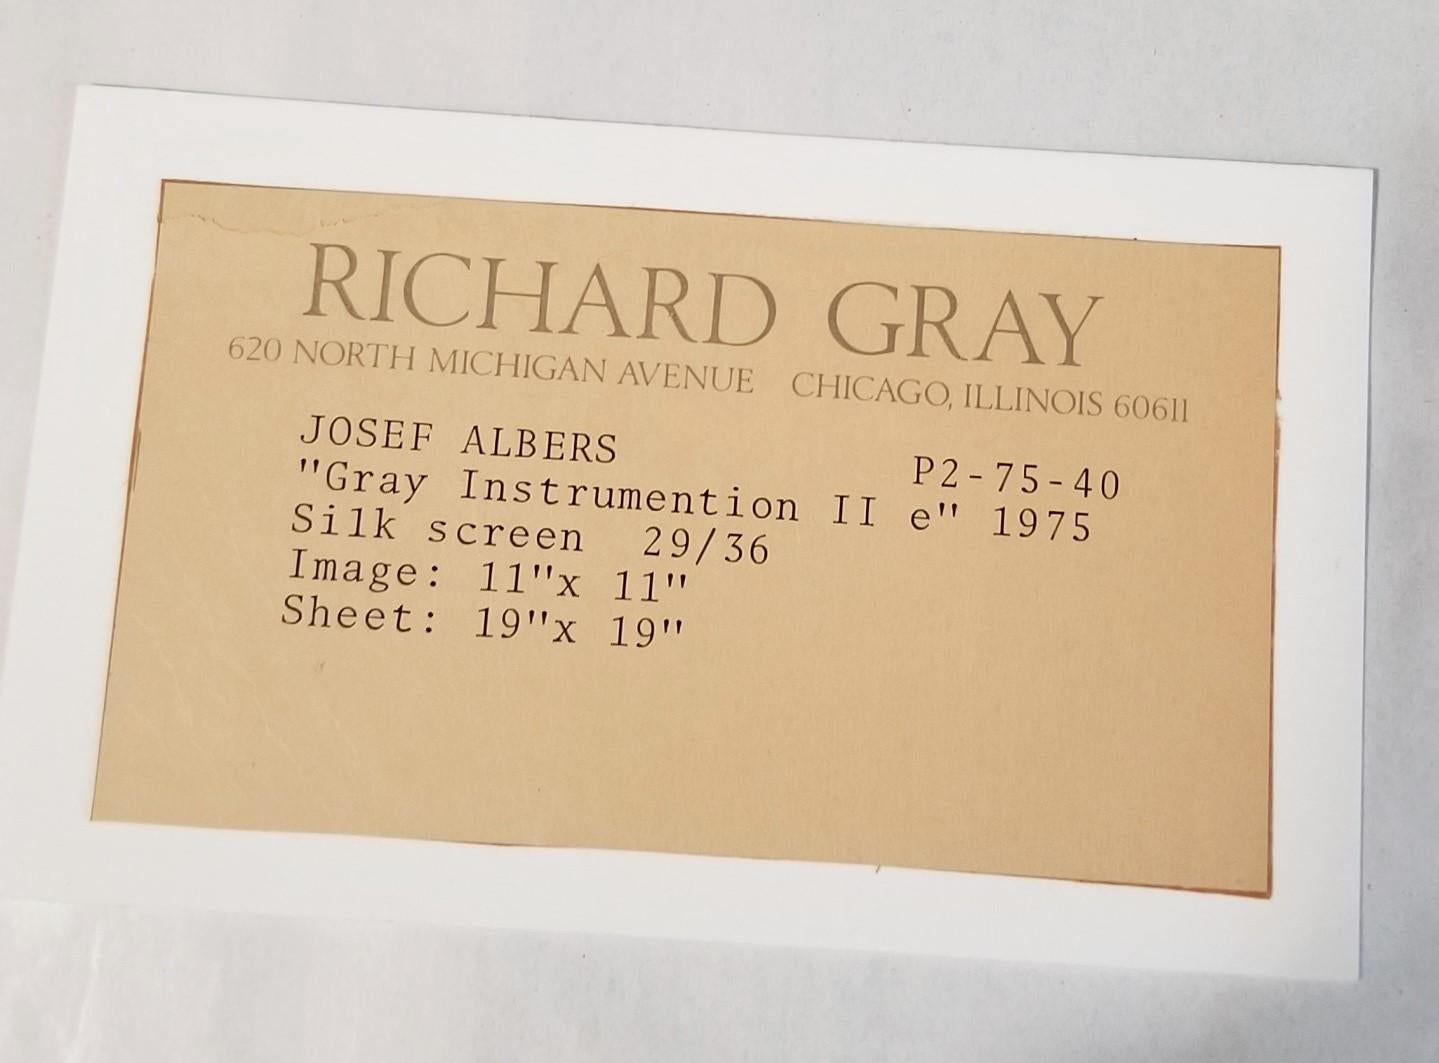 RICHARD GRAY
620 NORTH MICHIGAN AVENUE CHICAGO, ILLINOIS 60611
JOSEF ALBERS P2-75-40
"Gray Instrumention II e" 1975
Silk screen 29/36
Image: 11"x 11"
Sheet: 19"x 19"